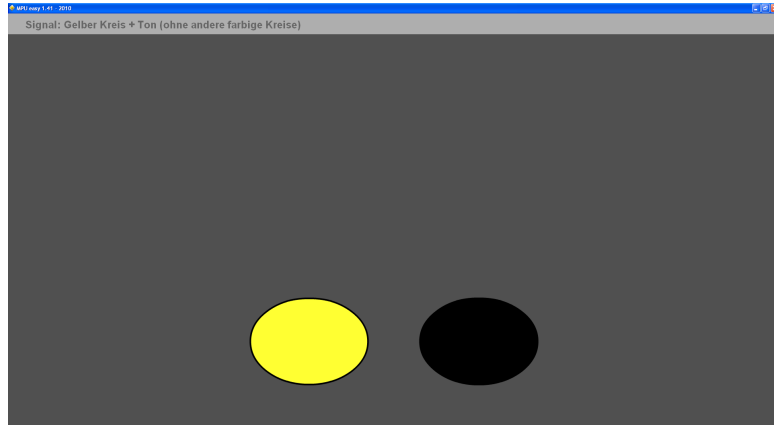 MPU easy 1.41 - 2010
Signal: Gelber Kreis + Ton (ohne andere farbige Kreise)